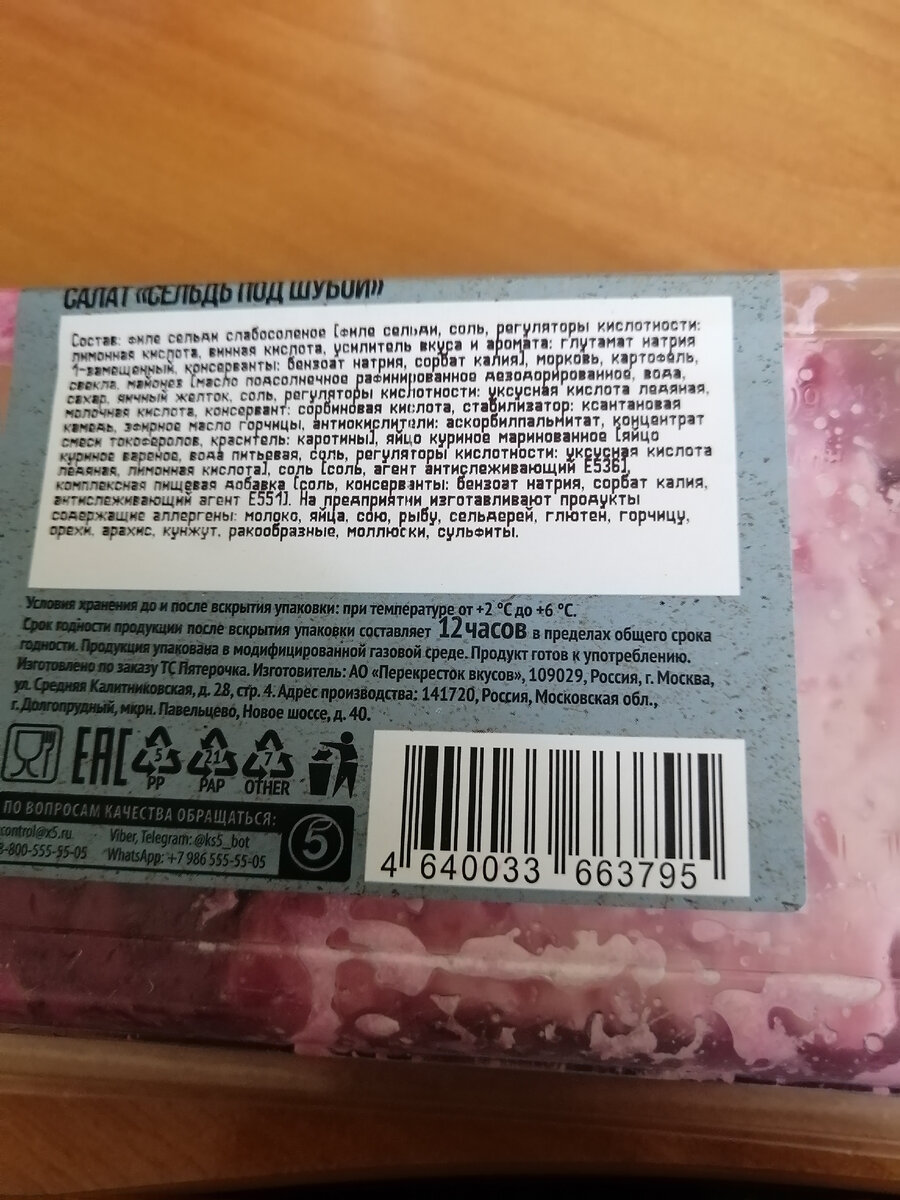 САЛАТ «СЕЛЬДЬ ПОД ШУБОЙ»
Состав: филе сельди слабосоленое [филе сельди, соль, регуляторы кислотности:
лимонная кислота, винная кислота, усилитель вкуса и аромата: глутамат натрия
1-замещенный, консерванты: бензоат натрия, сорбат калия], морковь, картофель,
свекла, майонез [масло подсолнечное рафинированное дезодорированное, вода,
сахар, яичный желток, соль, регуляторы кислотности: уксусная кислота ледяная,
молочная кислота, консервант: сорбиновая кислота, стабилизатор: ксантановая
камедь, эфирное масло горчицы, антиокислители: аскорбилпальмитат, концентрат
смеси токоферолов, краситель: каротины], яйцо куриное маринованное [яйцо
куриное вареное, вода питьевая, соль, регуляторы кислотности: уксусная кислота
ледяная, лимонная кислота], соль [соль, агент антислеживающий Е536],
комплексная пищевая добавка [соль, консерванты: бензоат натрия, сорбат калия,
антислеживающий агент Е551]. На предприятии изготавливают продукты
содержащие аллергены: молоко, яйца, сою, рыбу, сельдерей, глютен, горчицу,
орехи, арахис, кунжут, ракообразные, моллюски, сульфиты.
Условия хранения до и после вскрытия упаковки: при температуре от +2 °С до +6 °С.
Срок годности продукции после вскрытия упаковки составляет 12часов в пределах общего срока
годности. Продукция упакована в модифицированной газовой среде. Продукт готов к употреблению.
Изготовлено по заказу ТС Пятерочка. Изготовитель: АО «Перекресток вкусов», 109029, Россия, г. Москва,
ул. Средняя Калитниковская, д. 28, стр. 4. Адрес производства: 141720, Россия, Московская обл.,
г. Долгопрудный, мкрн. Павельцево, Новое шоссе, д. 40.
EAC 5 21 7
PP PAP OTHER
ПО ВОПРОСАМ КАЧЕСТВА ОБРАЩАТЬСЯ:
control@x5.ru Viber, Telegram: @ks5_bot
8-800-555-55-05 WhatsApp: +7 986 555-55-05
5
4 640033 663795